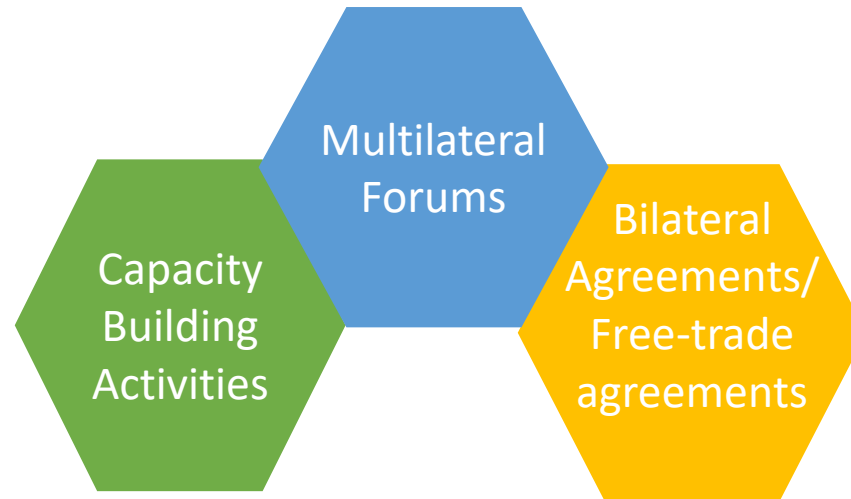 Capacity
Building
Activities
Multilateral
Forums
Bilateral
Agreements/
Free-trade
agreements